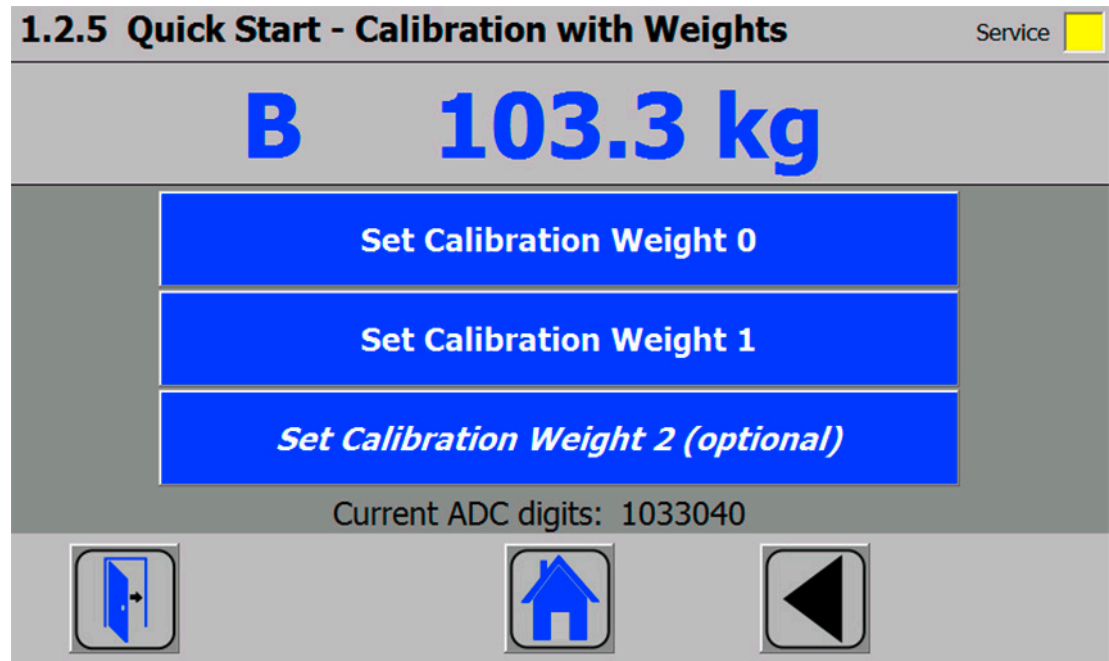 1.2.5 Quick Start - Calibration with Weights
Service
B 103.3 kg
Set Calibration Weight 0
Set Calibration Weight 1
Set Calibration Weight 2 (optional)
Current ADC digits: 1033040